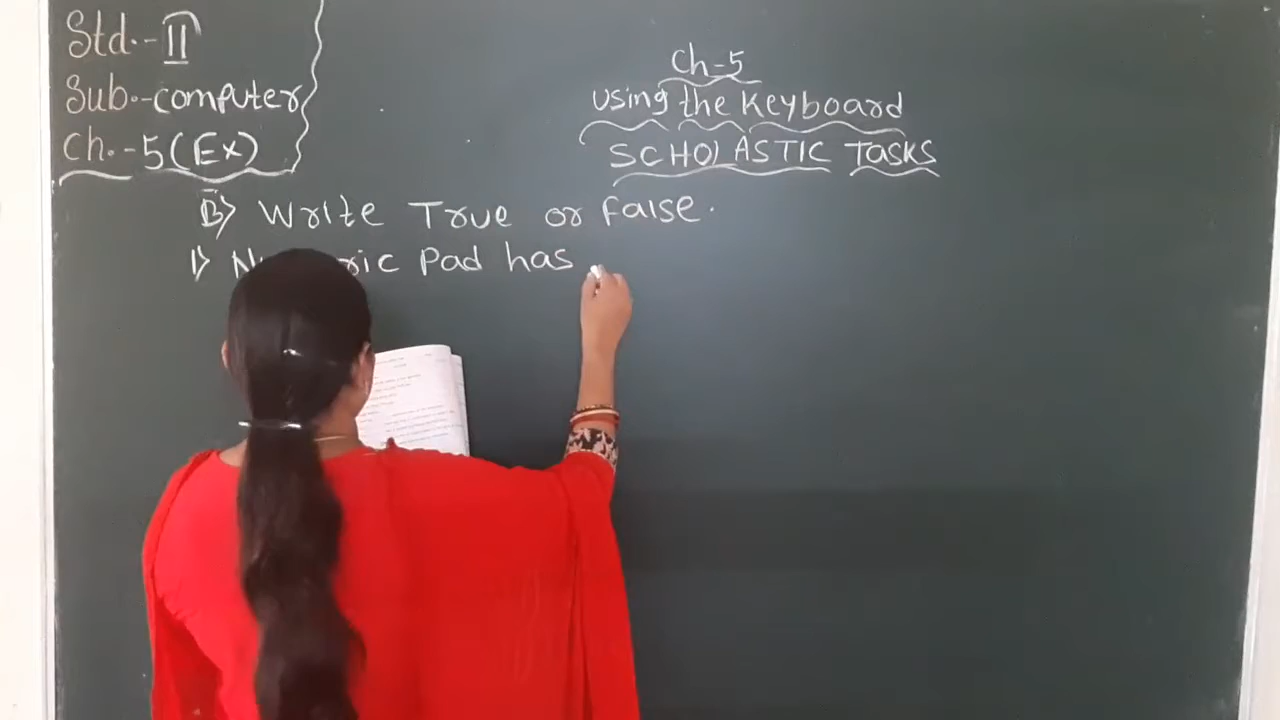 Std.-II
Sub.-computer
Ch.-5(Ex)
Ch-5
using the Keyboard
SCHOLASTIC TASKS
B> Write True or false.
1> Pad has